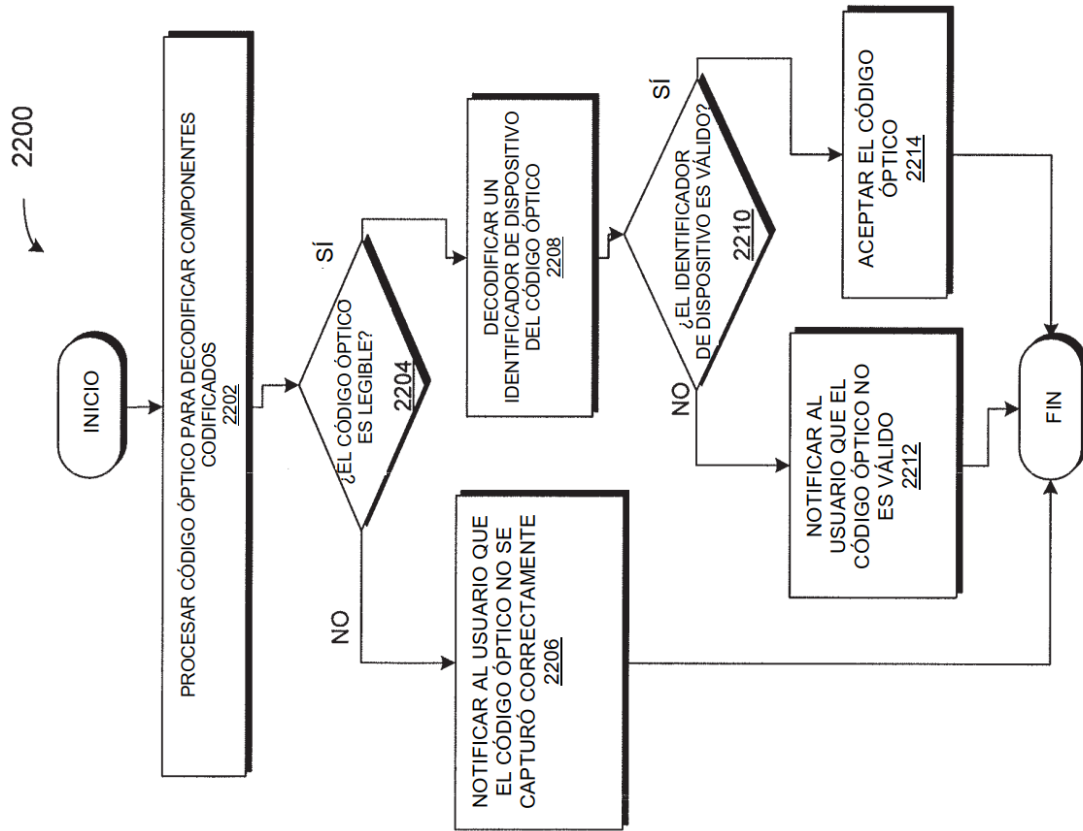 2200
INICIO
PROCESAR CÓDIGO ÓPTICO PARA DECODIFICAR COMPONENTES
CODIFICADOS
2202
¿EL CÓDIGO ÓPTICO
ES LEGIBLE?
2204
NO
SÍ
NOTIFICAR AL USUARIO QUE
EL CÓDIGO ÓPTICO NO SE
CAPTURÓ CORRECTAMENTE
2206
DECODIFICAR UN
IDENTIFICADOR DE DISPOSITIVO
DEL CÓDIGO ÓPTICO
2208
¿EL IDENTIFICADOR
DE DISPOSITIVO ES VÁLIDO?
2210
NO
SÍ
NOTIFICAR AL
USUARIO QUE EL
CÓDIGO ÓPTICO NO
ES VÁLIDO
2212
ACEPTAR EL CÓDIGO
ÓPTICO
2214
FIN